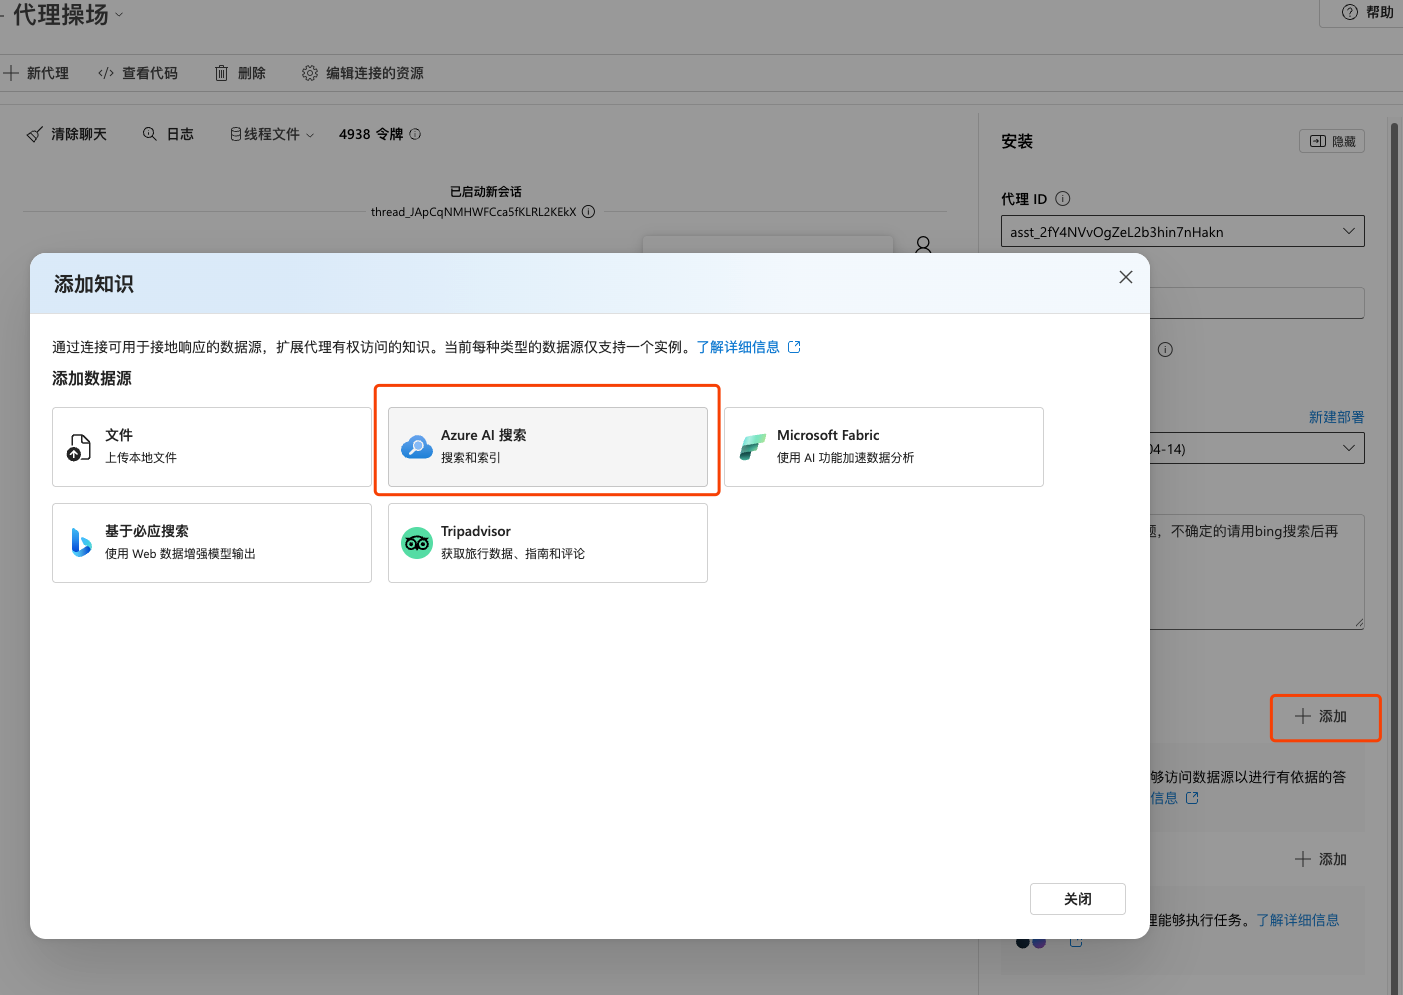 代理操场
帮助
新代理
</> 查看代码
删除
编辑连接的资源
清除聊天
日志
线程文件
4938 令牌
安装
隐藏
已启动新会话
thread_JApCqNMHWFCca5fKLRL2KEkX
代理 ID
asst_2fY4NVvOgZeL2b3hin7nHakn
添加知识
通过连接可用于接地响应的数据源，扩展代理有权访问的知识。当前每种类型的数据源仅支持一个实例。了解详细信息
添加数据源
文件
上传本地文件
Azure AI 搜索
搜索和索引
Microsoft Fabric
使用 AI 功能加速数据分析
基于必应搜索
使用 Web 数据增强模型输出
Tripadvisor
获取旅行数据、指南和评论
关闭
新建部署
04-14)
题，不确定的请用bing搜索后再
添加
够访问数据源以进行有依据的答
信息
添加
理能够执行任务。了解详细信息